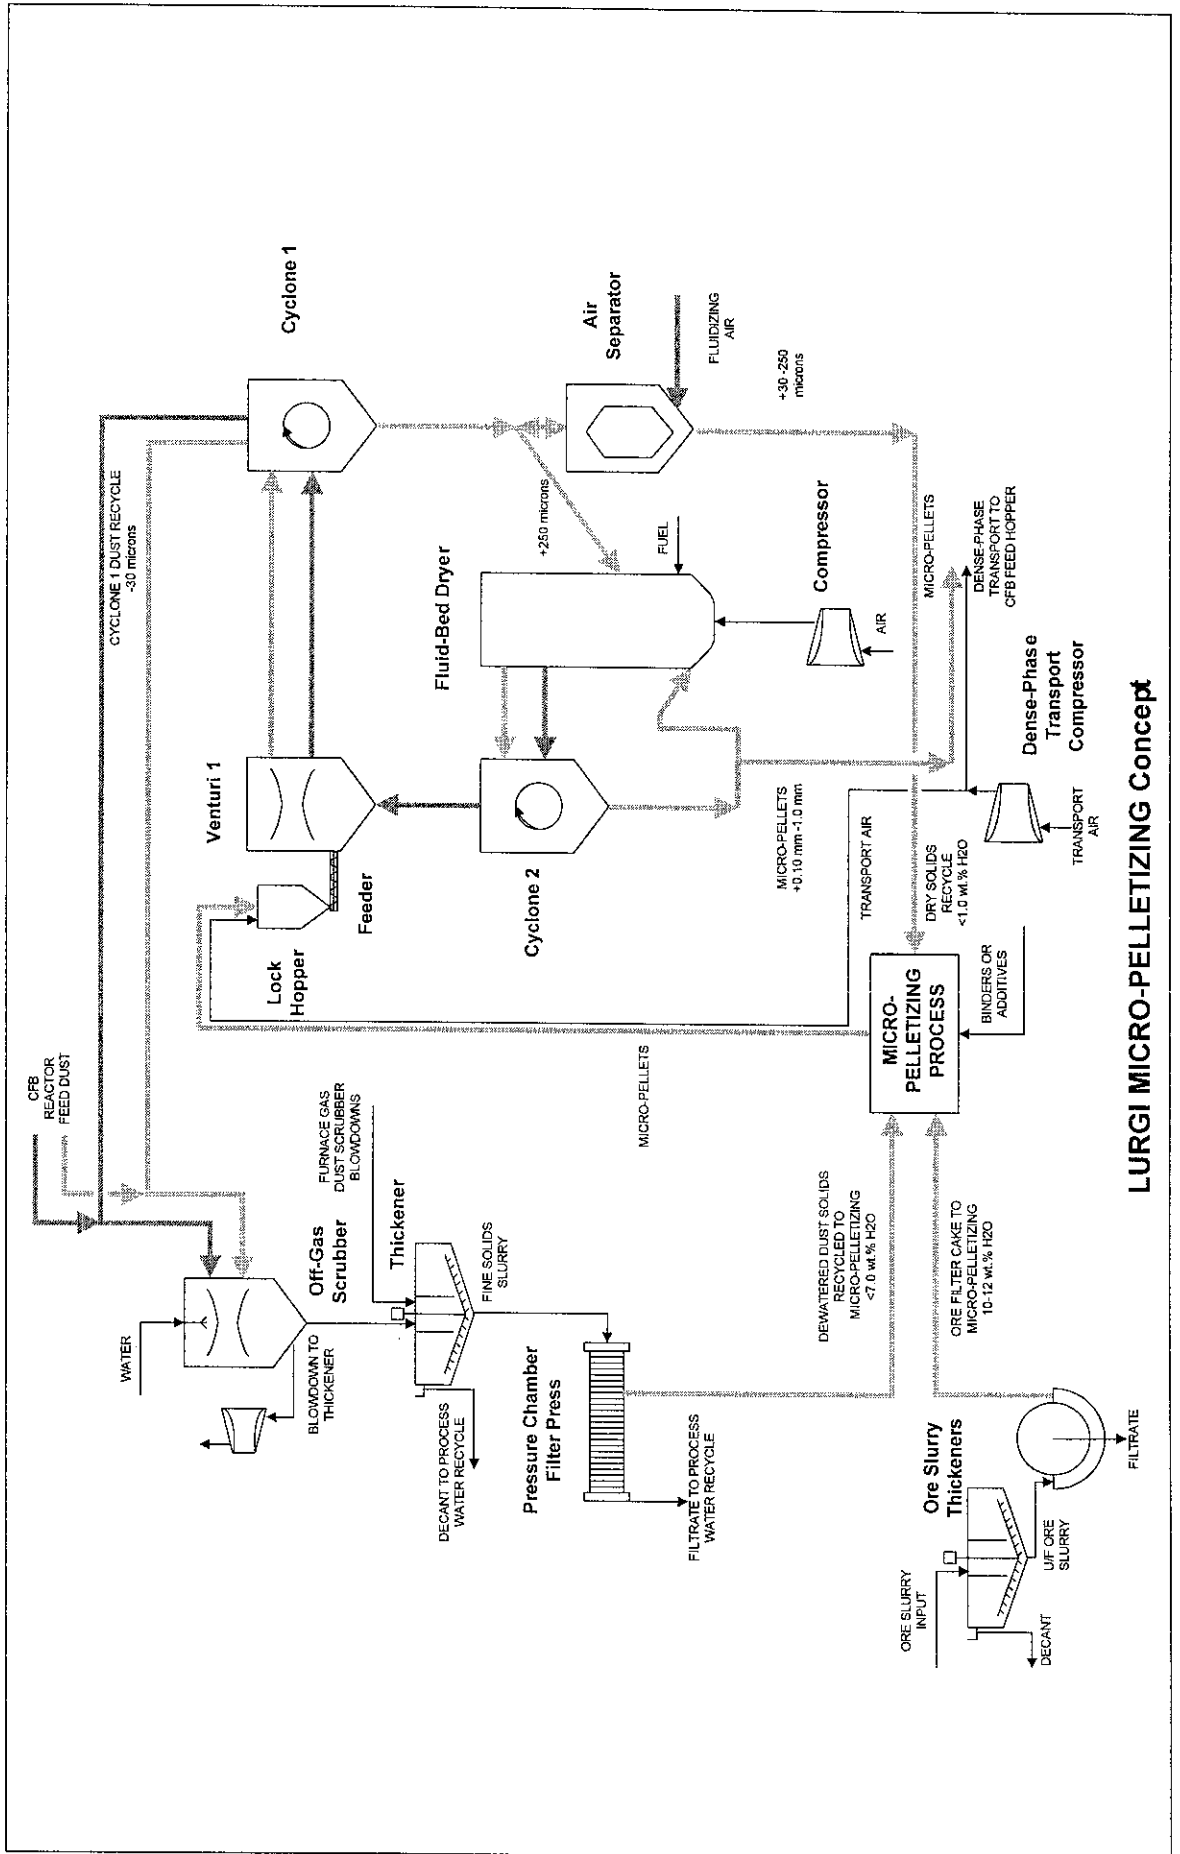 CFB
REACTOR
FEED DUST
CYCLONE 1 DUST RECYCLE
-30 microns
WATER
Off-Gas
Scrubber
BLOWDOWN TO
THICKENER
FURNACE GAS
DUST SCRUBBER
BLOWDOWNS
Thickener
DECANT TO PROCESS
WATER RECYCLE
FINE SOLIDS
SLURRY
Pressure Chamber
Filter Press
FILTRATE TO PROCESS
WATER RECYCLE
Lock
Hopper
Feeder
Venturi 1
Cyclone 1
Cyclone 2
Fluid-Bed Dryer
+250 microns
FUEL
Air
Separator
FLUIDIZING
AIR
+30 -250
microns
Compressor
AIR
MICRO-PELLETS
MICRO-PELLETS
+0.10 mm -1.0 mm
MICRO-PELLETS
TRANSPORT AIR
DENSE-PHASE
TRANSPORT TO
CFB FEED HOPPER
Dense-Phase
Transport
Compressor
TRANSPORT
AIR
DRY SOLIDS
RECYCLE
<1.0 wt.% H2O
MICRO-
PELLETIZING
PROCESS
BINDERS OR
ADDITIVES
DEWATERED DUST SOLIDS
RECYCLED TO
MICRO-PELLETIZING
<7.0 wt.% H2O
ORE FILTER CAKE TO
MICRO-PELLETIZING
10-12 wt.% H2O
Ore Slurry
Thickeners
ORE SLURRY
INPUT
DECANT
U/F ORE
SLURRY
FILTRATE
LURGI MICRO-PELLETIZING Concept